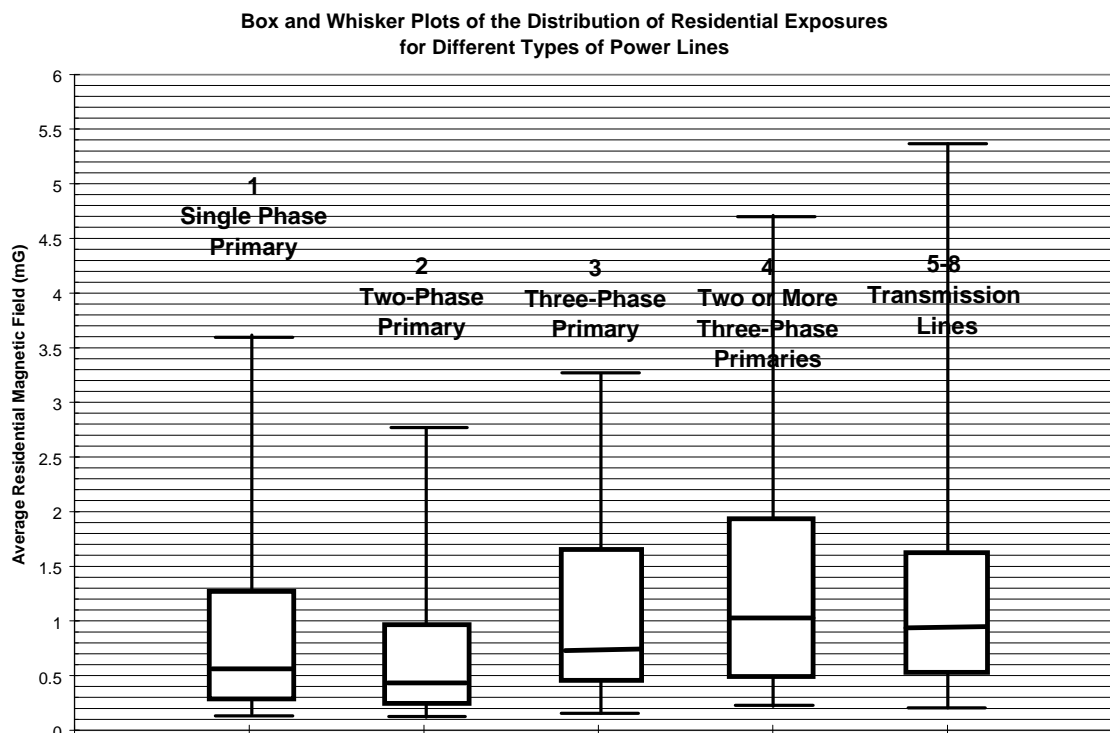 Box and Whisker Plots of the Distribution of Residential Exposures
for Different Types of Power Lines
Average Residential Magnetic Field (mG)
6
5.5
5
4.5
4
3.5
3
2.5
2
1.5
1
0.5
0
1
Single Phase
Primary
2
Two-Phase
Primary
3
Three-Phase
Primary
4
Two or More
Three-Phase
Primaries
5-8
Transmission
Lines